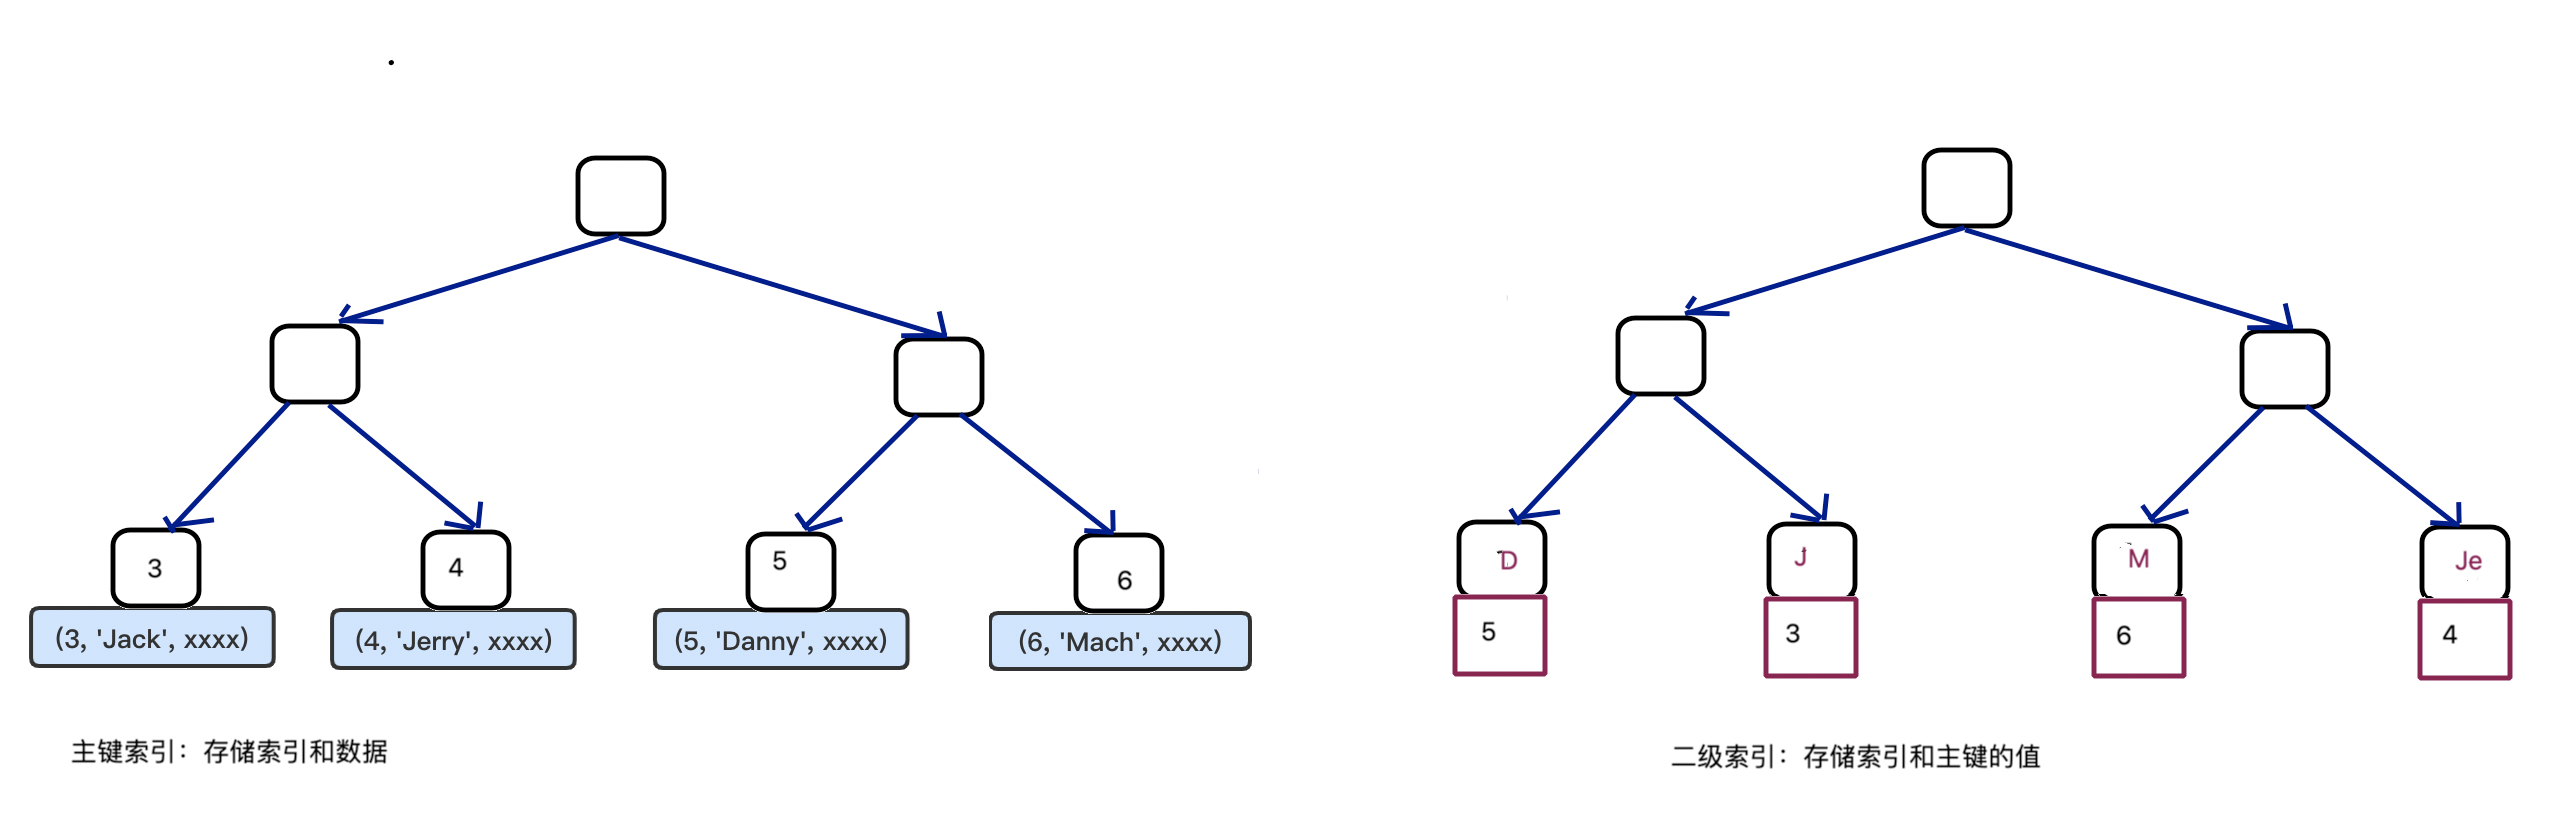 3
4
5
6
(3, 'Jack', xxxx)
(4, 'Jerry', xxxx)
(5, 'Danny', xxxx)
(6, 'Mach', xxxx)
主键索引：存储索引和数据
D
J
M
Je
5
3
6
4
二级索引：存储索引和主键的值